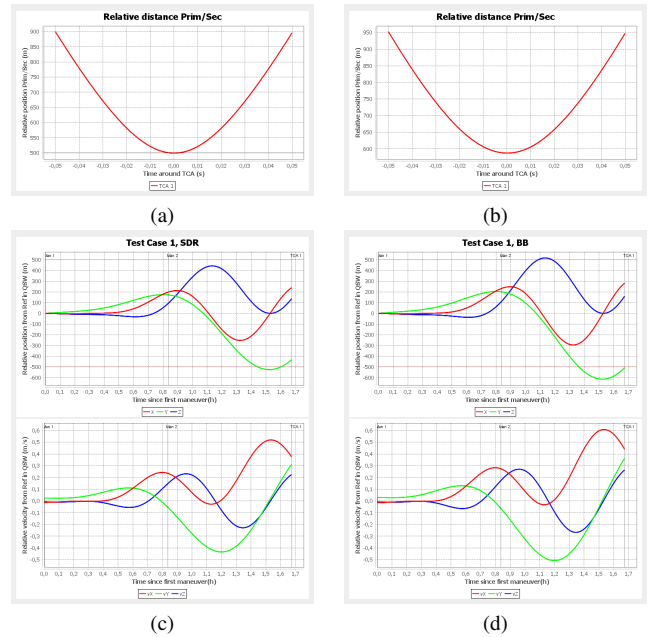 Relative distance Prim/Sec
Relative position Prim/Sec (m)
900
850
800
750
700
650
600
550
500
-0,05 -0,04 -0,03 -0,02 -0,01 0,00 0,01 0,02 0,03 0,04 0,05
Time around TCA (s)
TCA 1
(a)
Relative distance Prim/Sec
Relative position Prim/Sec (m)
950
900
850
800
750
700
650
600
-0,05 -0,04 -0,03 -0,02 -0,01 0,00 0,01 0,02 0,03 0,04 0,05
Time around TCA (s)
TCA 1
(b)
Test Case 1, SDR
Man 2 TCA 1
Relative position from Ref in QSW (m)
500
400
300
200
100
0
-100
-200
-300
-400
-500
-600
0,0 0,1 0,2 0,3 0,4 0,5 0,6 0,7 0,8 0,9 1,0 1,1 1,2 1,3 1,4 1,5 1,6 1,7
Time since first maneuver(h)
X Y Z
Man 2 TCA 1
Relative velocity from Ref in QSW (m/s)
0,6
0,5
0,4
0,3
0,2
0,1
0,0
-0,1
-0,2
-0,3
-0,4
-0,5
0,0 0,1 0,2 0,3 0,4 0,5 0,6 0,7 0,8 0,9 1,0 1,1 1,2 1,3 1,4 1,5 1,6 1,7
Time since first maneuver(h)
vX vY vZ
(c)
Test Case 1, BB
Man 2 TCA 1
Relative position from Ref in QSW (m)
500
400
300
200
100
0
-100
-200
-300
-400
-500
-600
0,0 0,1 0,2 0,3 0,4 0,5 0,6 0,7 0,8 0,9 1,0 1,1 1,2 1,3 1,4 1,5 1,6 1,7
Time since first maneuver(h)
X Y Z
Man 2 TCA 1
Relative velocity from Ref in QSW (m/s)
0,6
0,5
0,4
0,3
0,2
0,1
0,0
-0,1
-0,2
-0,3
-0,4
-0,5
0,0 0,1 0,2 0,3 0,4 0,5 0,6 0,7 0,8 0,9 1,0 1,1 1,2 1,3 1,4 1,5 1,6 1,7
Time since first maneuver(h)
vX vY vZ
(d)